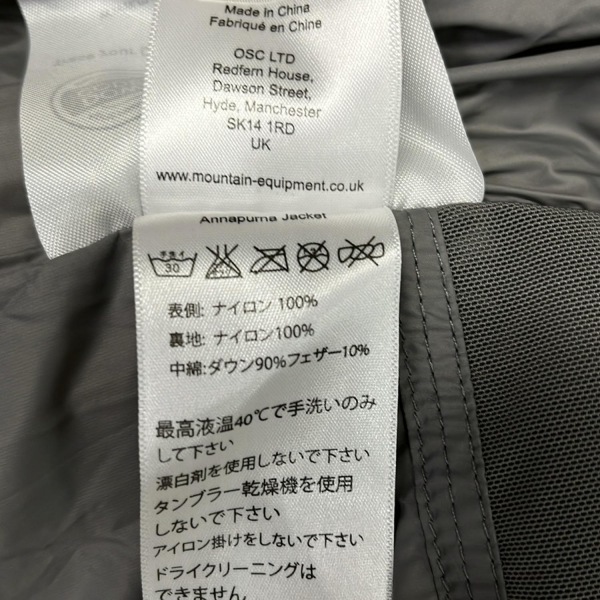 Made in China
Fabriqué en Chine
OSC LTD
Redfern House,
Dawson Street,
Hyde, Manchester
SK14 1RD
UK
www.mountain-equipment.co.uk
Annapurna Jacket
手洗イ
30
表側: ナイロン 100%
裏地: ナイロン100%
中綿:ダウン90%フェザー10%
最高液温40℃で手洗いのみ
して下さい
漂白剤を使用しないで下さい
タンブラー乾燥機を使用
しないで下さい
アイロン掛けをしないで下さい
ドライクリーニングは
できません